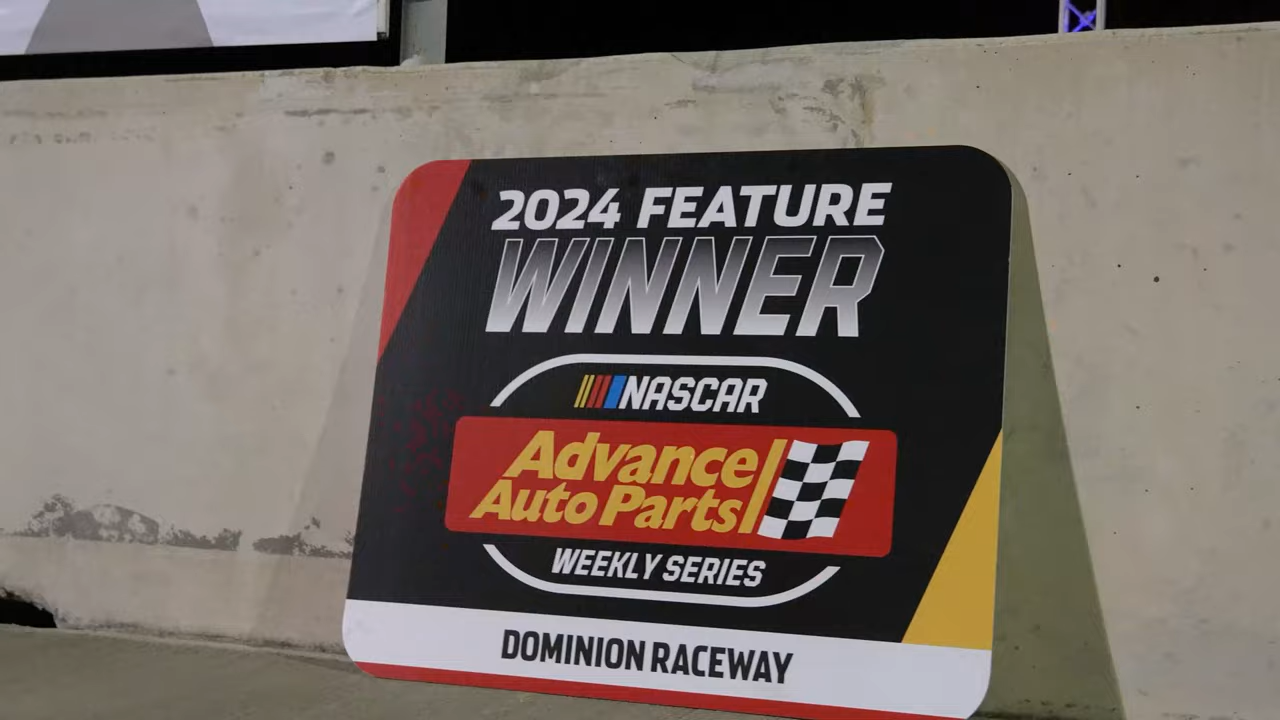 2024 FEATURE
WINNER
NASCAR
Advance
Auto Parts
WEEKLY SERIES
DOMINION RACEWAY